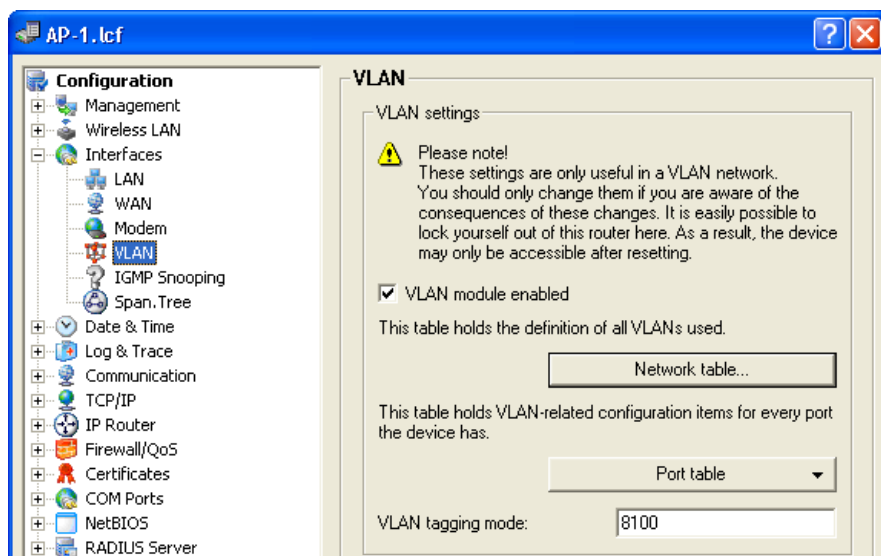 AP-1.lcf
Configuration
Management
Wireless LAN
Interfaces
LAN
WAN
Modem
VLAN
IGMP Snooping
Span.Tree
Date & Time
Log & Trace
Communication
TCP/IP
IP Router
Firewall/QoS
Certificates
COM Ports
NetBIOS
RADIUS Server
VLAN
VLAN settings
Please note!
These settings are only useful in a VLAN network.
You should only change them if you are aware of the
consequences of these changes. It is easily possible to
lock yourself out of this router here. As a result, the device
may only be accessible after resetting.
VLAN module enabled
This table holds the definition of all VLANs used.
Network table...
This table holds VLAN-related configuration items for every port
the device has.
Port table
VLAN tagging mode:
8100